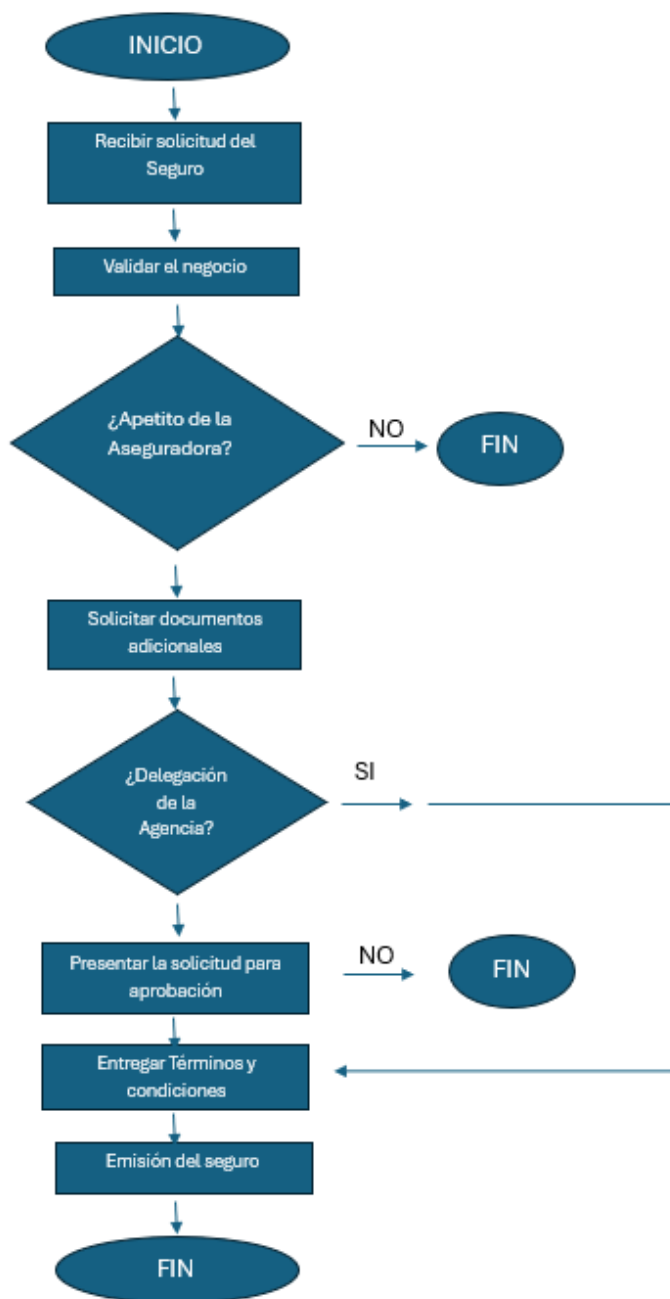 INICIO
Recibir solicitud del
Seguro
Validar el negocio
¿Apetito de la
Aseguradora?
NO
FIN
Solicitar documentos
adicionales
¿Delegación
de la
Agencia?
SI
Presentar la solicitud para
aprobación
NO
FIN
Entregar Términos y
condiciones
Emisión del seguro
FIN